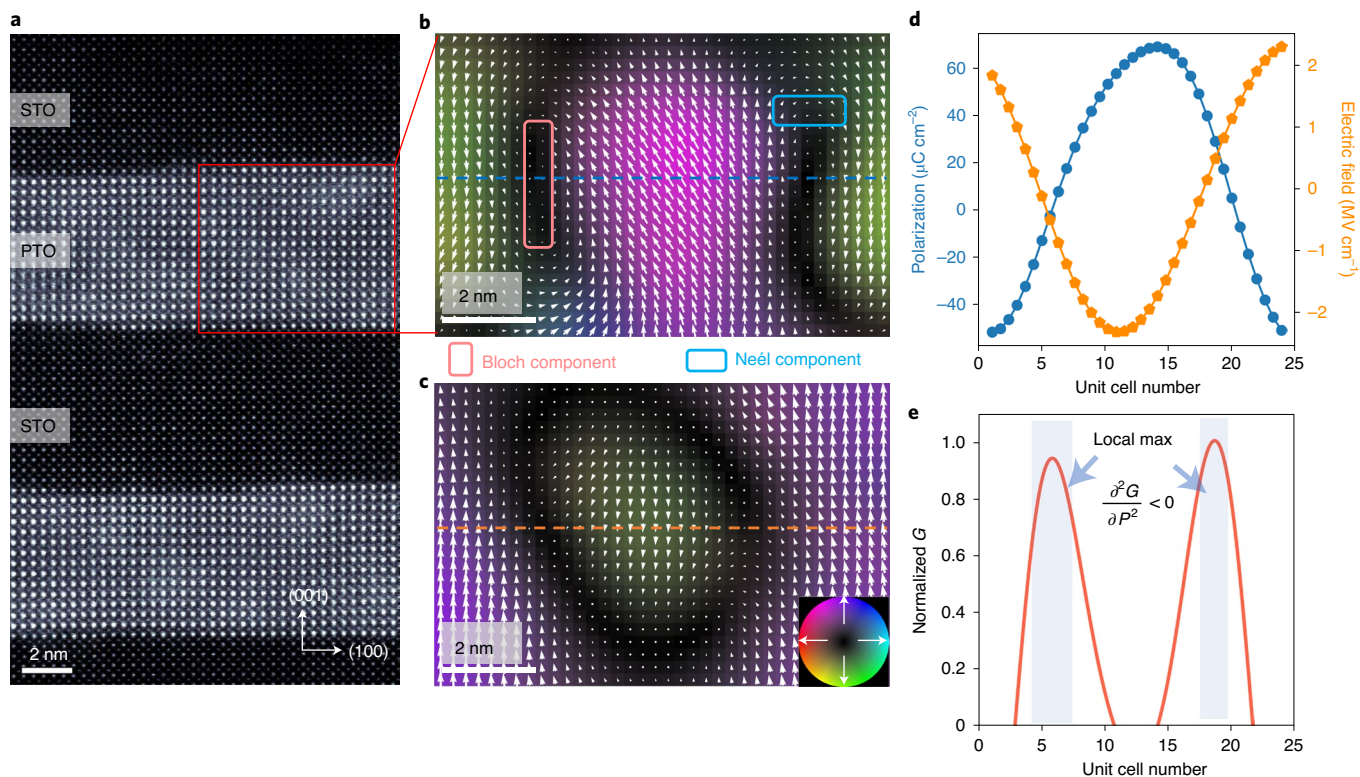 a
STO
PTO
STO
(001)
(100)
2 nm
b
2 nm
Bloch component
Neél component
c
2 nm
d
Polarization (µC cm⁻²)
60
40
20
0
−20
−40
Electric field (MV cm⁻¹)
2
1
0
−1
−2
0 5 10 15 20 25
Unit cell number
e
Normalized G
1.0
0.8
0.6
0.4
0.2
0
Local max
∂²G/∂P² < 0
0 5 10 15 20 25
Unit cell number